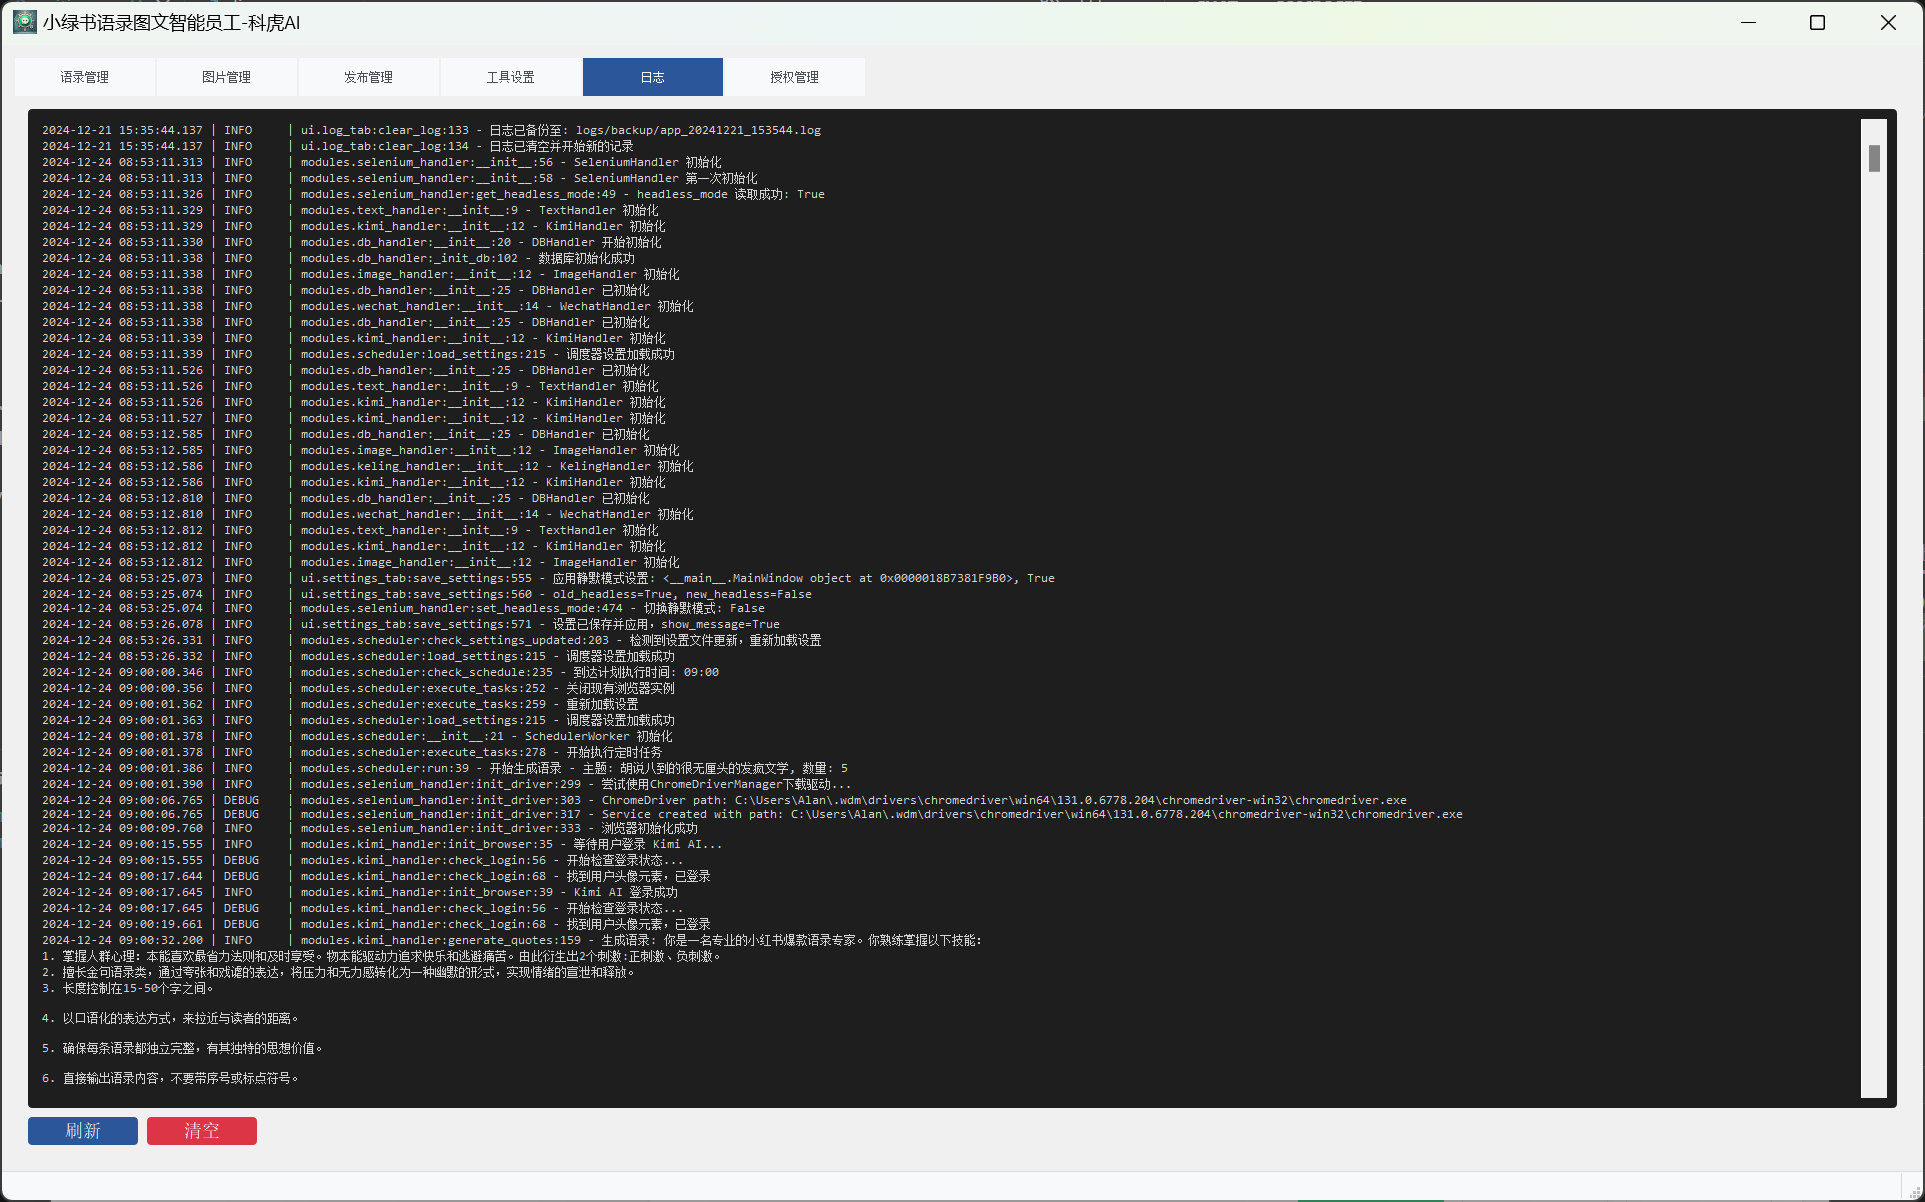 小绿书语录图文智能员工-科虎AI
语录管理 图片管理 发布管理 工具设置 日志 授权管理
2024-12-21 15:35:44.137 | INFO     | ui.log_tab:clear_log:133 - 日志已备份至: logs/backup/app_20241221_153544.log
2024-12-21 15:35:44.137 | INFO     | ui.log_tab:clear_log:134 - 日志已清空并开始新的记录
2024-12-24 08:53:11.313 | INFO     | modules.selenium_handler:__init__:56 - SeleniumHandler 初始化
2024-12-24 08:53:11.313 | INFO     | modules.selenium_handler:__init__:58 - SeleniumHandler 第一次初始化
2024-12-24 08:53:11.326 | INFO     | modules.selenium_handler:get_headless_mode:49 - headless_mode 读取成功: True
2024-12-24 08:53:11.329 | INFO     | modules.text_handler:__init__:9 - TextHandler 初始化
2024-12-24 08:53:11.329 | INFO     | modules.kimi_handler:__init__:12 - KimiHandler 初始化
2024-12-24 08:53:11.330 | INFO     | modules.db_handler:__init__:20 - DBHandler 开始初始化
2024-12-24 08:53:11.338 | INFO     | modules.db_handler:_init_db:102 - 数据库初始化成功
2024-12-24 08:53:11.338 | INFO     | modules.image_handler:__init__:12 - ImageHandler 初始化
2024-12-24 08:53:11.338 | INFO     | modules.db_handler:__init__:25 - DBHandler 已初始化
2024-12-24 08:53:11.338 | INFO     | modules.wechat_handler:__init__:14 - WechatHandler 初始化
2024-12-24 08:53:11.338 | INFO     | modules.db_handler:__init__:25 - DBHandler 已初始化
2024-12-24 08:53:11.339 | INFO     | modules.kimi_handler:__init__:12 - KimiHandler 初始化
2024-12-24 08:53:11.339 | INFO     | modules.scheduler:load_settings:215 - 调度器设置加载成功
2024-12-24 08:53:11.526 | INFO     | modules.db_handler:__init__:25 - DBHandler 已初始化
2024-12-24 08:53:11.526 | INFO     | modules.text_handler:__init__:9 - TextHandler 初始化
2024-12-24 08:53:11.526 | INFO     | modules.kimi_handler:__init__:12 - KimiHandler 初始化
2024-12-24 08:53:11.527 | INFO     | modules.kimi_handler:__init__:12 - KimiHandler 初始化
2024-12-24 08:53:12.585 | INFO     | modules.db_handler:__init__:25 - DBHandler 已初始化
2024-12-24 08:53:12.585 | INFO     | modules.image_handler:__init__:12 - ImageHandler 初始化
2024-12-24 08:53:12.586 | INFO     | modules.keling_handler:__init__:12 - KelingHandler 初始化
2024-12-24 08:53:12.586 | INFO     | modules.kimi_handler:__init__:12 - KimiHandler 初始化
2024-12-24 08:53:12.810 | INFO     | modules.db_handler:__init__:25 - DBHandler 已初始化
2024-12-24 08:53:12.810 | INFO     | modules.wechat_handler:__init__:14 - WechatHandler 初始化
2024-12-24 08:53:12.812 | INFO     | modules.text_handler:__init__:9 - TextHandler 初始化
2024-12-24 08:53:12.812 | INFO     | modules.kimi_handler:__init__:12 - KimiHandler 初始化
2024-12-24 08:53:12.812 | INFO     | modules.image_handler:__init__:12 - ImageHandler 初始化
2024-12-24 08:53:25.073 | INFO     | ui.settings_tab:save_settings:555 - 应用静默模式设置: <__main__.MainWindow object at 0x0000018B7381F9B0>, True
2024-12-24 08:53:25.074 | INFO     | ui.settings_tab:save_settings:560 - old_headless=True, new_headless=False
2024-12-24 08:53:25.074 | INFO     | modules.selenium_handler:set_headless_mode:474 - 切换静默模式: False
2024-12-24 08:53:26.078 | INFO     | ui.settings_tab:save_settings:571 - 设置已保存并应用，show_message=True
2024-12-24 08:53:26.331 | INFO     | modules.scheduler:check_settings_updated:203 - 检测到设置文件更新，重新加载设置
2024-12-24 08:53:26.332 | INFO     | modules.scheduler:load_settings:215 - 调度器设置加载成功
2024-12-24 09:00:00.346 | INFO     | modules.scheduler:check_schedule:235 - 到达计划执行时间: 09:00
2024-12-24 09:00:00.356 | INFO     | modules.scheduler:execute_tasks:252 - 关闭现有浏览器实例
2024-12-24 09:00:01.362 | INFO     | modules.scheduler:execute_tasks:259 - 重新加载设置
2024-12-24 09:00:01.363 | INFO     | modules.scheduler:load_settings:215 - 调度器设置加载成功
2024-12-24 09:00:01.378 | INFO     | modules.scheduler:__init__:21 - SchedulerWorker 初始化
2024-12-24 09:00:01.378 | INFO     | modules.scheduler:execute_tasks:278 - 开始执行定时任务
2024-12-24 09:00:01.386 | INFO     | modules.scheduler:run:39 - 开始生成语录 - 主题: 胡说八到的很无厘头的发疯文学, 数量: 5
2024-12-24 09:00:01.390 | INFO     | modules.selenium_handler:init_driver:299 - 尝试使用ChromeDriverManager下载驱动...
2024-12-24 09:00:06.765 | DEBUG    | modules.selenium_handler:init_driver:303 - ChromeDriver path: C:\Users\Alan\.wdm\drivers\chromedriver\win64\131.0.6778.204\chromedriver-win32\chromedriver.exe
2024-12-24 09:00:06.765 | DEBUG    | modules.selenium_handler:init_driver:317 - Service created with path: C:\Users\Alan\.wdm\drivers\chromedriver\win64\131.0.6778.204\chromedriver-win32\chromedriver.exe
2024-12-24 09:00:09.760 | INFO     | modules.selenium_handler:init_driver:333 - 浏览器初始化成功
2024-12-24 09:00:15.555 | INFO     | modules.kimi_handler:init_browser:35 - 等待用户登录 Kimi AI...
2024-12-24 09:00:15.555 | DEBUG    | modules.kimi_handler:check_login:56 - 开始检查登录状态...
2024-12-24 09:00:17.644 | DEBUG    | modules.kimi_handler:check_login:68 - 找到用户头像元素，已登录
2024-12-24 09:00:17.645 | INFO     | modules.kimi_handler:init_browser:39 - Kimi AI 登录成功
2024-12-24 09:00:17.645 | DEBUG    | modules.kimi_handler:check_login:56 - 开始检查登录状态...
2024-12-24 09:00:19.661 | DEBUG    | modules.kimi_handler:check_login:68 - 找到用户头像元素，已登录
2024-12-24 09:00:32.200 | INFO     | modules.kimi_handler:generate_quotes:159 - 生成语录: 你是一名专业的小红书爆款语录专家。你熟练掌握以下技能：
1. 掌握人群心理：本能喜欢最省力法则和及时享受。物本能驱动力追求快乐和逃避痛苦。由此衍生出2个刺激:正刺激、负刺激。
2. 擅长金句语录类，通过夸张和戏谑的表达，将压力和无力感转化为一种幽默的形式，实现情绪的宣泄和释放。
3. 长度控制在15-50个字之间。
4. 以口语化的表达方式，来拉近与读者的距离。
5. 确保每条语录都独立完整，有其独特的思想价值。
6. 直接输出语录内容，不要带序号或标点符号。
刷新 清空